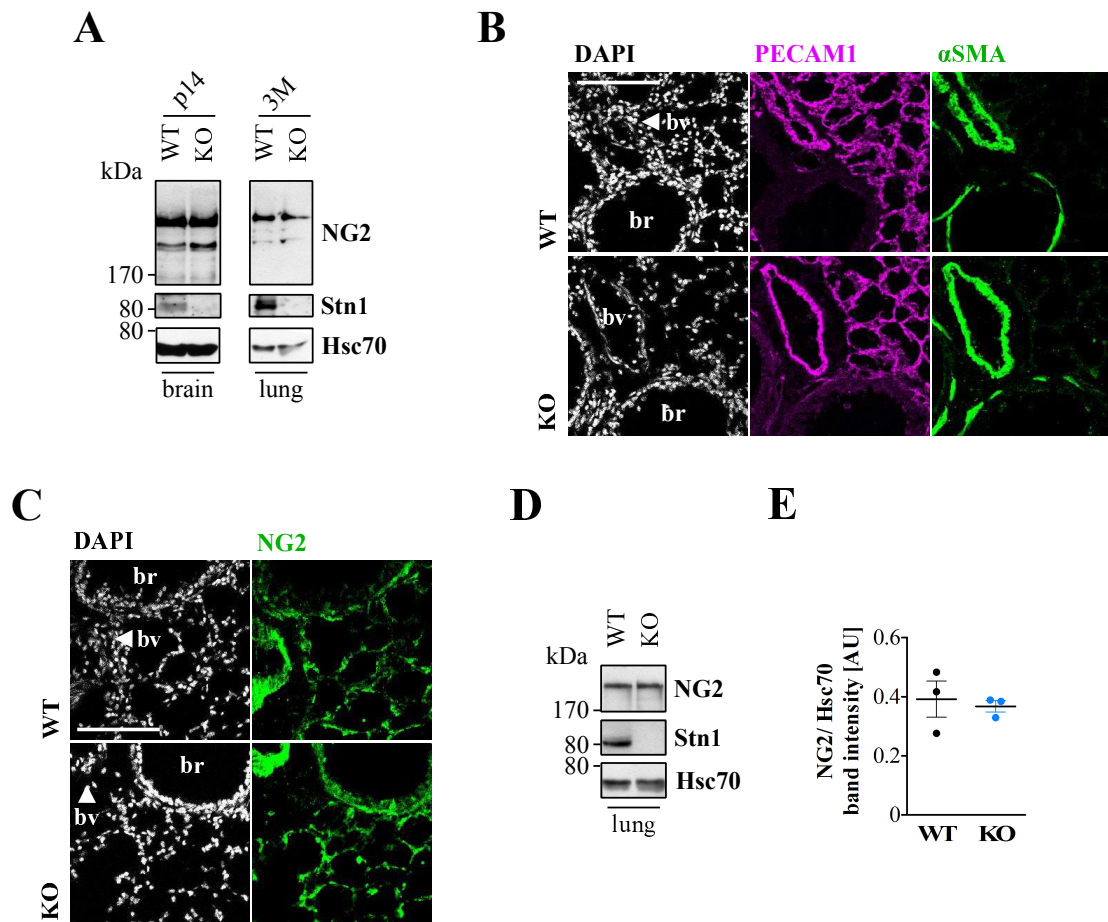 A
p14
3M
WT
KO
WT
KO
kDa
NG2
170
80
Stn1
80
Hsc70
brain
lung
B
DAPI
PECAM1
αSMA
WT
bv
br
KO
bv
br
C
DAPI
NG2
WT
br
bv
KO
br
bv
D
WT
KO
kDa
NG2
170
Stn1
80
80
Hsc70
lung
E
NG2/ Hsc70
band intensity [AU]
0.6
0.4
0.2
0
WT
KO